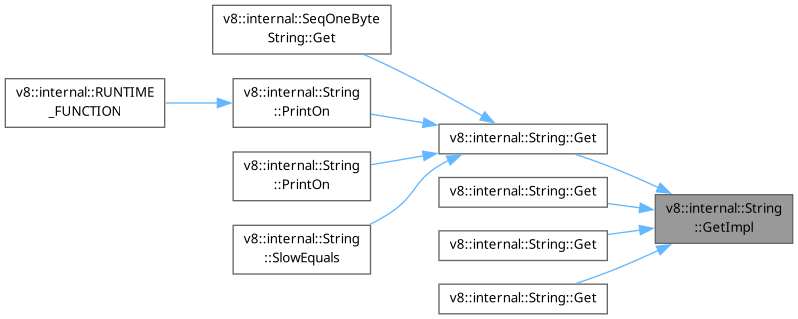 v8::internal::SeqOneByte
String::Get
v8::internal::RUNTIME
_FUNCTION
v8::internal::String
::PrintOn
v8::internal::String::Get
v8::internal::String
::PrintOn
v8::internal::String::Get
v8::internal::String
::GetImpl
v8::internal::String
::SlowEquals
v8::internal::String::Get
v8::internal::String::Get